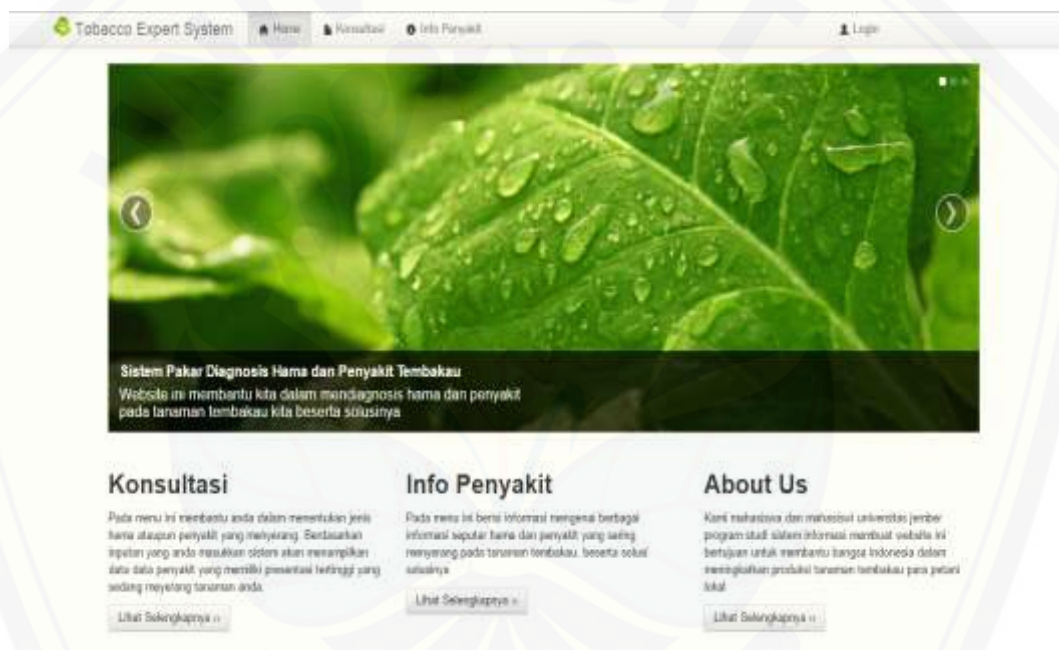 Tobacco Expert System Home Konsultasi Info Penyakit Login
Sistem Pakar Diagnosis Hama dan Penyakit Tembakau
Website ini membantu kita dalam mendiagnosis hama dan penyakit
pada tanaman tembakau kita beserta solusinya
Konsultasi
Pada menu ini membantu anda dalam menentukan jenis
hama ataupun penyakit yang menyerang. Berdasarkan
inputan yang anda masukkan sistem akan menampilkan
data data penyakit yang memiliki presentasi tertinggi yang
sedang meyerang tanaman anda.
Lihat Selengkapnya »
Info Penyakit
Pada menu ini berisi informasi mengenai berbagai
informasi seputar hama dan penyakit yang sering
menyerang pada tanaman tembakau. beserta solusi
solusinya
Lihat Selengkapnya »
About Us
Kami mahasiswa dan mahasiswi universitas jember
program studi sistem informasi membuat website ini
bertujuan untuk membantu bangsa Indonesia dalam
meningkatkan produksi tanaman tembakau para petani
lokal
Lihat Selengkapnya »